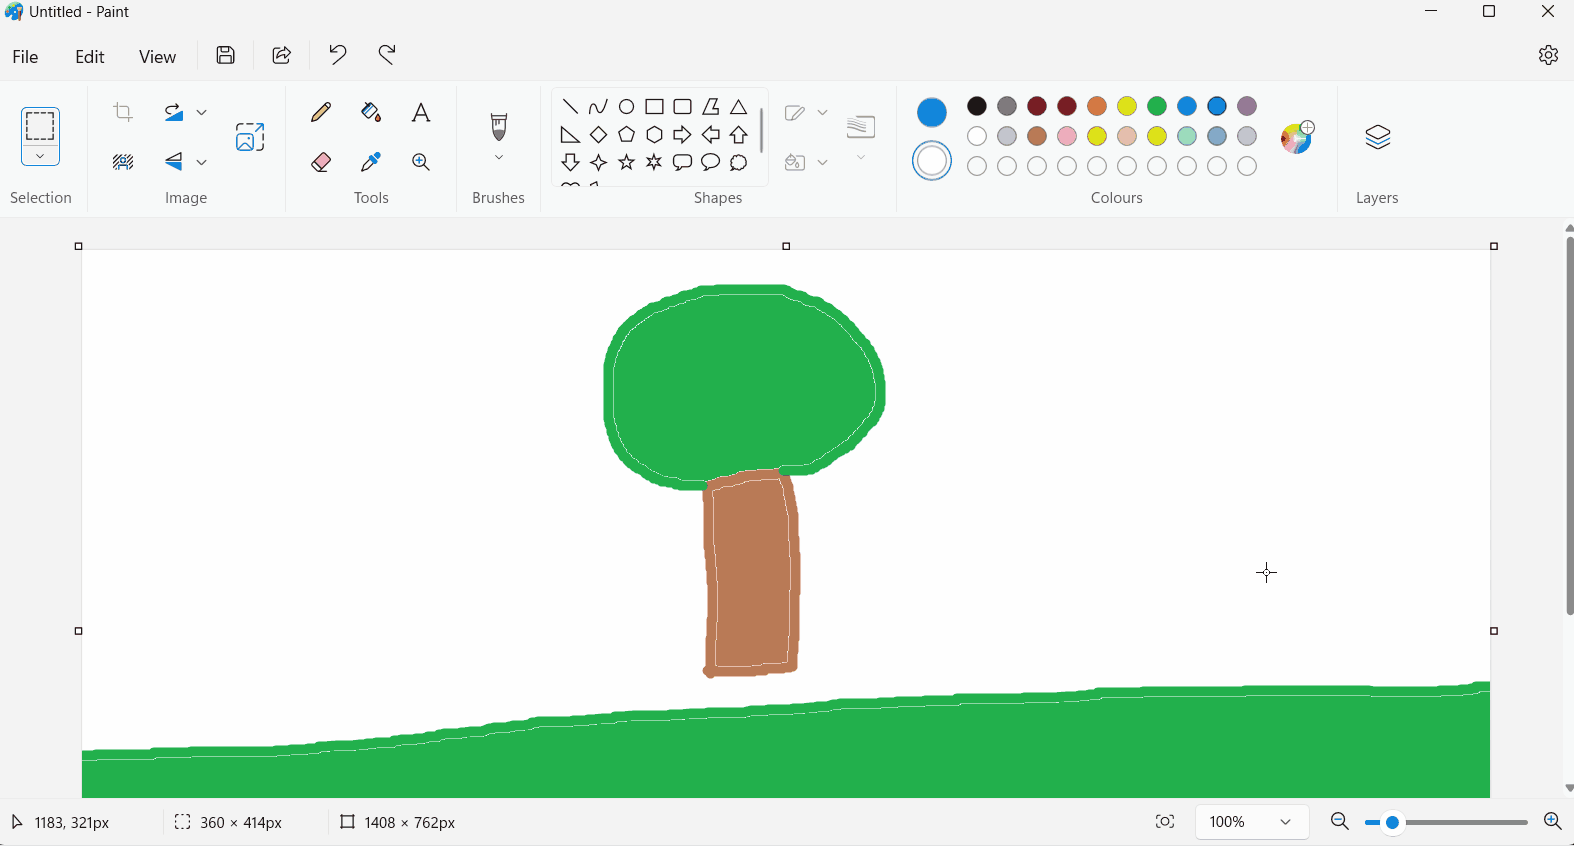 Untitled - Paint
File Edit View
Selection Image Tools Brushes Shapes Colours Layers
1183, 321px 360 × 414px 1408 × 762px 100%